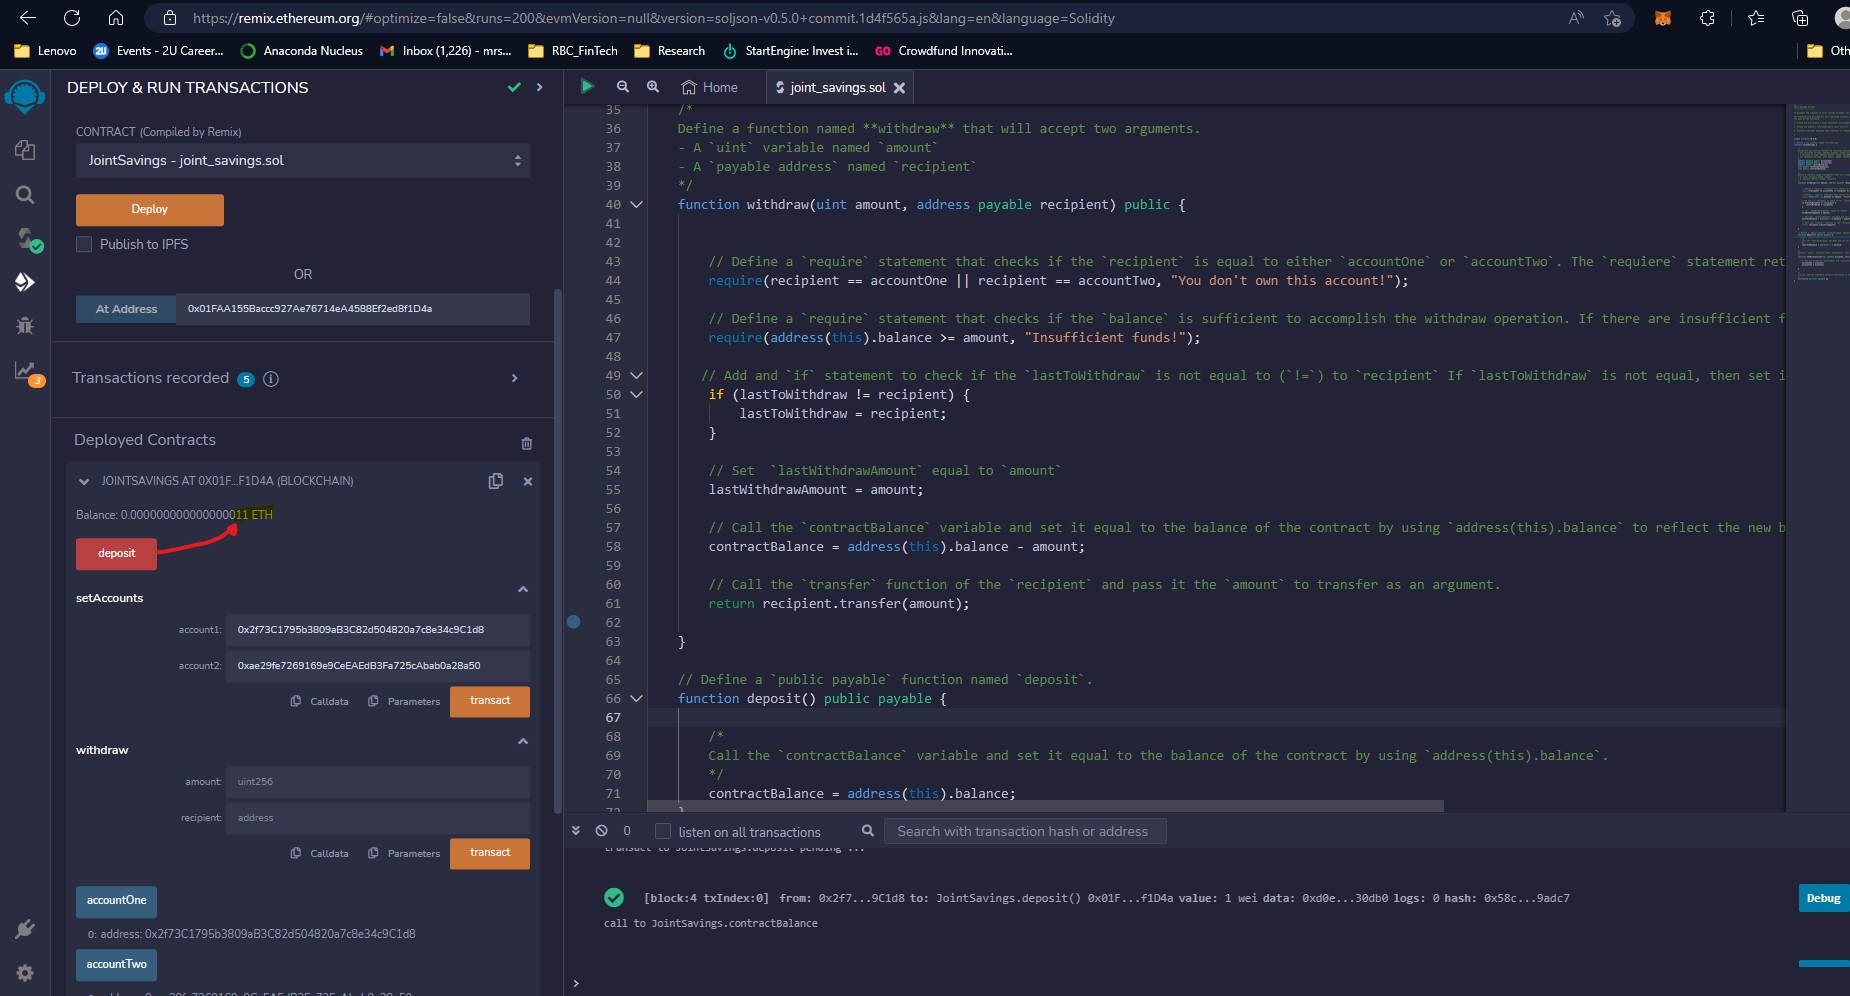 https://remix.ethereum.org/#optimize=false&runs=200&evmVersion=null&version=soljson-v0.5.0+commit.1d4f565a.js&lang=en&language=Solidity
Lenovo
2U Events - 2U Career...
Anaconda Nucleus
Inbox (1,226) - mrs...
RBC_FinTech
Research
StartEngine: Invest i...
GO Crowdfund Innovati...
Oth
DEPLOY & RUN TRANSACTIONS
CONTRACT (Compiled by Remix)
JointSavings - joint_savings.sol
Deploy
Publish to IPFS
OR
At Address 0x01FAA155Baccc927Ae76714eA4588Ef2ed8f1D4a
3
Transactions recorded 5 i
Deployed Contracts
JOINTSAVINGS AT 0X01F...F1D4A (BLOCKCHAIN)
Balance: 0.000000000000000011 ETH
deposit
setAccounts
account1: 0x2f73C1795b3809aB3C82d504820a7c8e34c9C1d8
account2: 0xae29fe7269169e9CeEAEdB3Fa725cAbab0a28a50
Calldata Parameters transact
withdraw
amount: uint256
recipient: address
Calldata Parameters transact
accountOne
0: address: 0x2f73C1795b3809aB3C82d504820a7c8e34c9C1d8
accountTwo
Home
joint_savings.sol
35 /*
36 Define a function named **withdraw** that will accept two arguments.
37 - A `uint` variable named `amount`
38 - A `payable address` named `recipient`
39 */
40 function withdraw(uint amount, address payable recipient) public {
41
42
43 // Define a `require` statement that checks if the `recipient` is equal to either `accountOne` or `accountTwo`. The `requiere` statement ret
44 require(recipient == accountOne || recipient == accountTwo, "You don't own this account!");
45
46 // Define a `require` statement that checks if the `balance` is sufficient to accomplish the withdraw operation. If there are insufficient f
47 require(address(this).balance >= amount, "Insufficient funds!");
48
49 // Add and `if` statement to check if the `lastToWithdraw` is not equal to (`!=`) to `recipient` If `lastToWithdraw` is not equal, then set i
50 if (lastToWithdraw != recipient) {
51 lastToWithdraw = recipient;
52 }
53
54 // Set  `lastWithdrawAmount` equal to `amount`
55 lastWithdrawAmount = amount;
56
57 // Call the `contractBalance` variable and set it equal to the balance of the contract by using `address(this).balance` to reflect the new b
58 contractBalance = address(this).balance - amount;
59
60 // Call the `transfer` function of the `recipient` and pass it the `amount` to transfer as an argument.
61 return recipient.transfer(amount);
62
63 }
64
65 // Define a `public payable` function named `deposit`.
66 function deposit() public payable {
67
68 /*
69 Call the `contractBalance` variable and set it equal to the balance of the contract by using `address(this).balance`.
70 */
71 contractBalance = address(this).balance;
0 listen on all transactions Search with transaction hash or address
transact to JointSavings.deposit pending ...
[block:4 txIndex:0] from: 0x2f7...9C1d8 to: JointSavings.deposit() 0x01F...f1D4a value: 1 wei data: 0xd0e...30db0 logs: 0 hash: 0x58c...9adc7
Debug
call to JointSavings.contractBalance
>